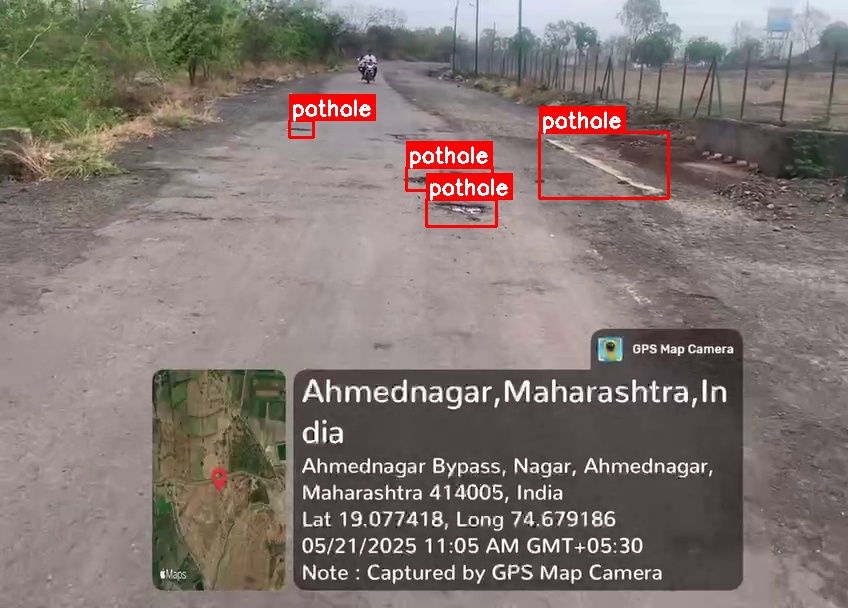 pothole
pothole
pothole
pothole
GPS Map Camera
Ahmednagar,Maharashtra,In
dia
Ahmednagar Bypass, Nagar, Ahmednagar,
Maharashtra 414005, India
Lat 19.077418, Long 74.679186
05/21/2025 11:05 AM GMT+05:30
Note : Captured by GPS Map Camera
Maps